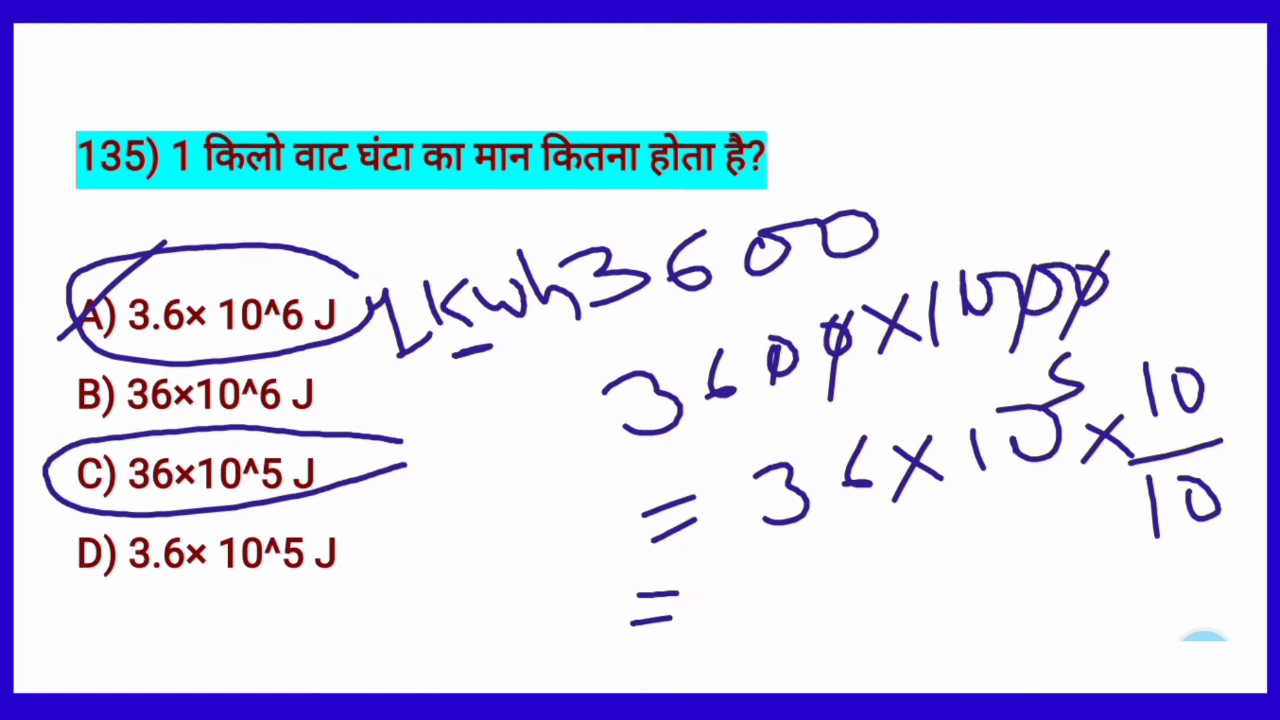 135) 1 किलो वाट घंटा का मान कितना होता है?
A) 3.6× 10^6 J
1Kwh 3600
3600×1000
B) 36×10^6 J
= 36×10^5×10/10
C) 36×10^5 J
D) 3.6× 10^5 J
=